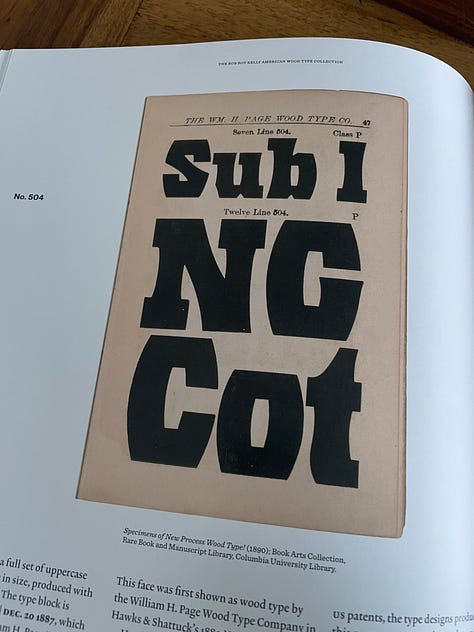 THE ROB ROY KELLY AMERICAN WOOD TYPE COLLECTION
No. 504
THE WM. H. PAGE WOOD TYPE CO. 47
Seven Line 504. Class P
Sub 1
Twelve Line 504. P
NC
Cot
Specimens of New Process Wood Type! (1890); Book Arts Collection,
Rare Book and Manuscript Library, Columbia University Library.
a full set of uppercase
in size, produced with
The type block is
DEC. 20 1887, which
This face was first shown as wood type by
the William H. Page Wood Type Company in
Hawks & Shattuck's
US patents, the type designs